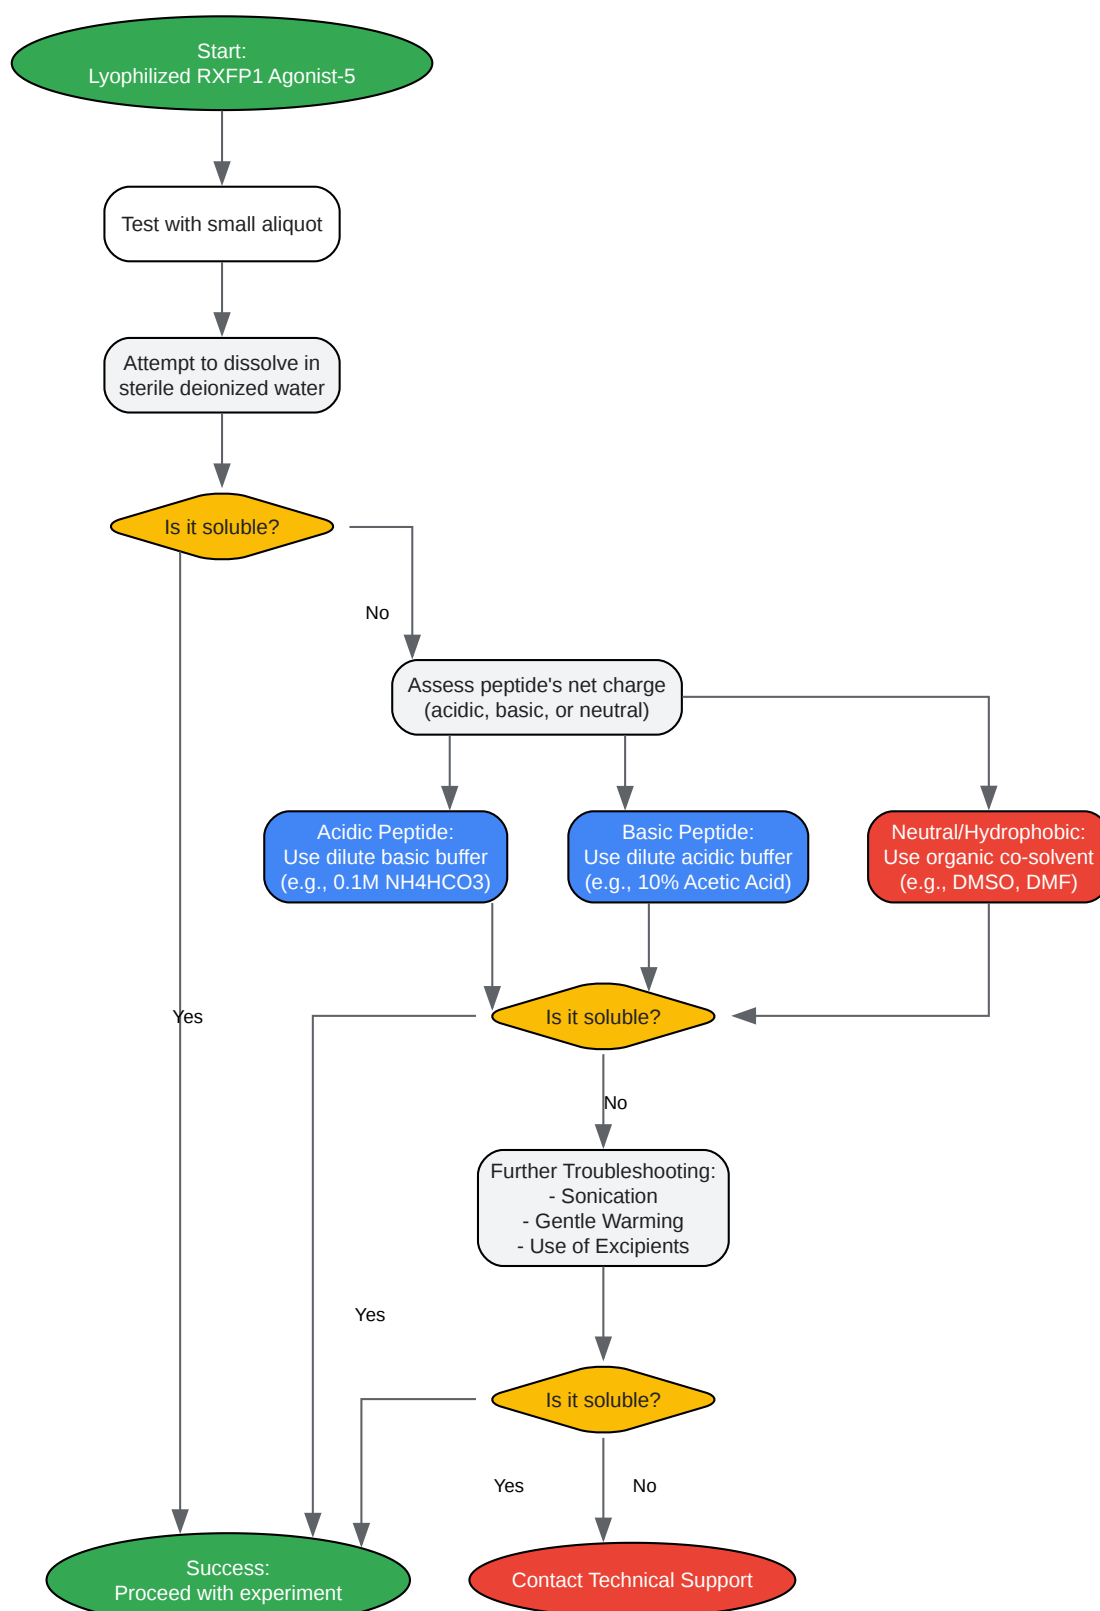 Start:
Lyophilized RXFP1 Agonist-5
Test with small aliquot
Attempt to dissolve in
sterile deionized water
Is it soluble?
No
Assess peptide's net charge
(acidic, basic, or neutral)
Acidic Peptide:
Use dilute basic buffer
(e.g., 0.1M NH4HCO3)
Basic Peptide:
Use dilute acidic buffer
(e.g., 10% Acetic Acid)
Neutral/Hydrophobic:
Use organic co-solvent
(e.g., DMSO, DMF)
Yes
Is it soluble?
No
Further Troubleshooting:
- Sonication
- Gentle Warming
- Use of Excipients
Yes
Is it soluble?
Yes
No
Success:
Proceed with experiment
Contact Technical Support